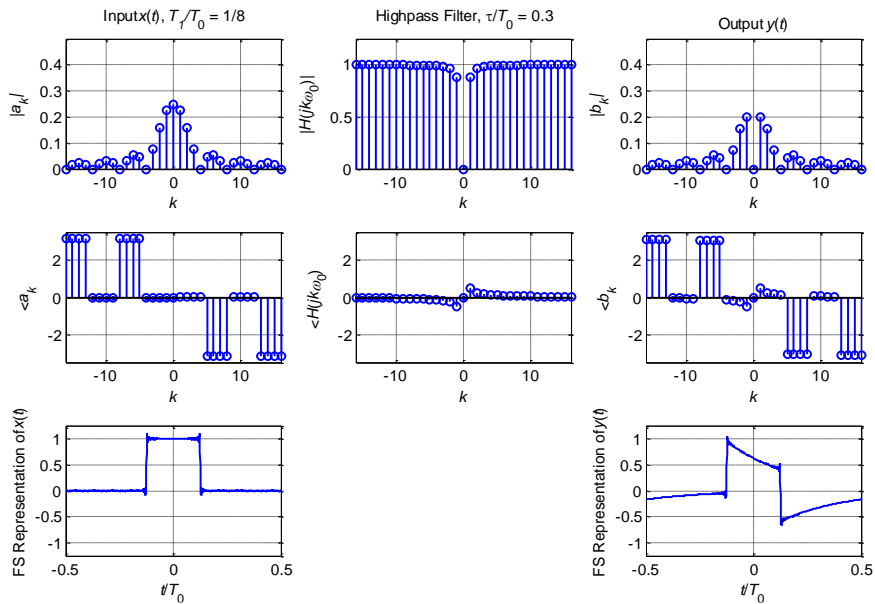 Input x(t), T1/T0 = 1/8
Highpass Filter, τ/T0 = 0.3
Output y(t)
|ak|
0.4
0.3
0.2
0.1
0
-10
0
10
k
|H(jkω0)|
1
0.5
0
-10
0
10
k
|bk|
0.4
0.3
0.2
0.1
0
-10
0
10
k
<ak
2
0
-2
-10
0
10
k
<H(jkω0)
2
0
-2
-10
0
10
k
<bk
2
0
-2
-10
0
10
k
FS Representation of x(t)
1
0.5
0
-0.5
-1
-0.5
0
0.5
t/T0
FS Representation of y(t)
1
0.5
0
-0.5
-1
-0.5
0
0.5
t/T0